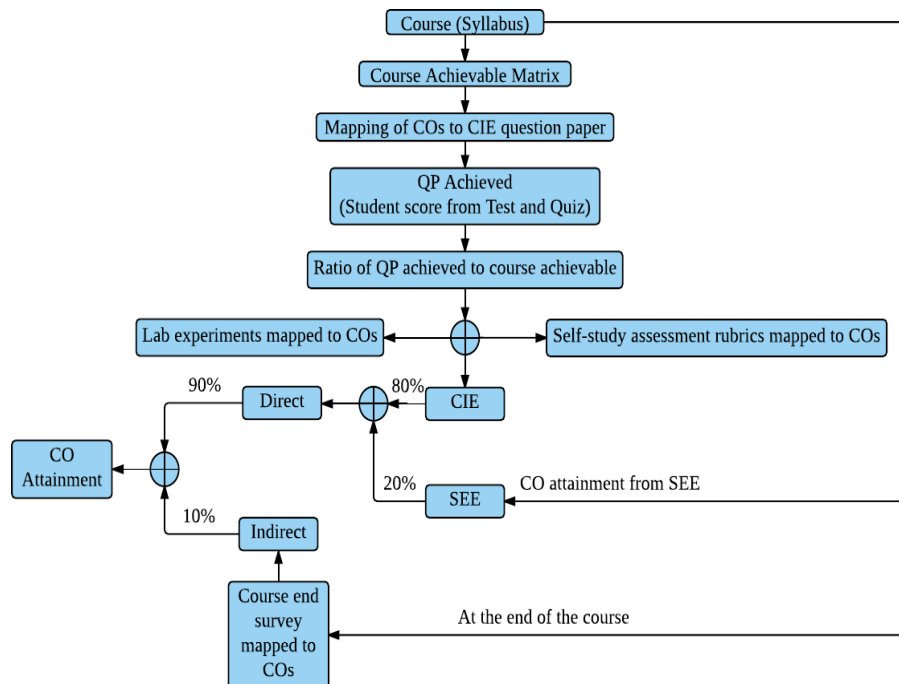 Course (Syllabus)
Course Achievable Matrix
Mapping of COs to CIE question paper
QP Achieved
(Student score from Test and Quiz)
Ratio of QP achieved to course achievable
Lab experiments mapped to COs
Self-study assessment rubrics mapped to COs
90%
Direct
80%
CIE
CO
Attainment
20%
SEE
CO attainment from SEE
10%
Indirect
Course end
survey
mapped to
COs
At the end of the course